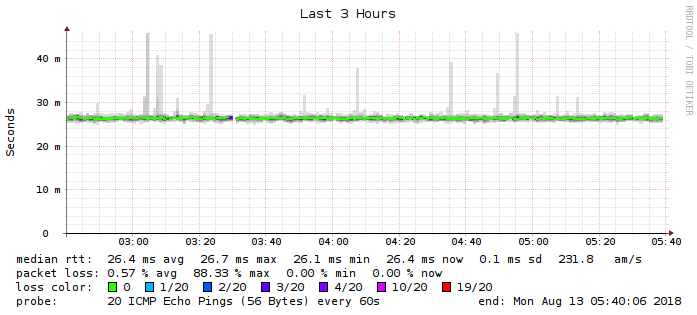 Last 3 Hours
RRDTOOL / TOBI OETIKER
Seconds
40 m
30 m
20 m
10 m
0
03:00 03:20 03:40 04:00 04:20 04:40 05:00 05:20 05:40
median rtt: 26.4 ms avg 26.7 ms max 26.1 ms min 26.4 ms now 0.1 ms sd 231.8 am/s
packet loss: 0.57 % avg 88.33 % max 0.00 % min 0.00 % now
loss color: 0 1/20 2/20 3/20 4/20 10/20 19/20
probe: 20 ICMP Echo Pings (56 Bytes) every 60s end: Mon Aug 13 05:40:06 2018